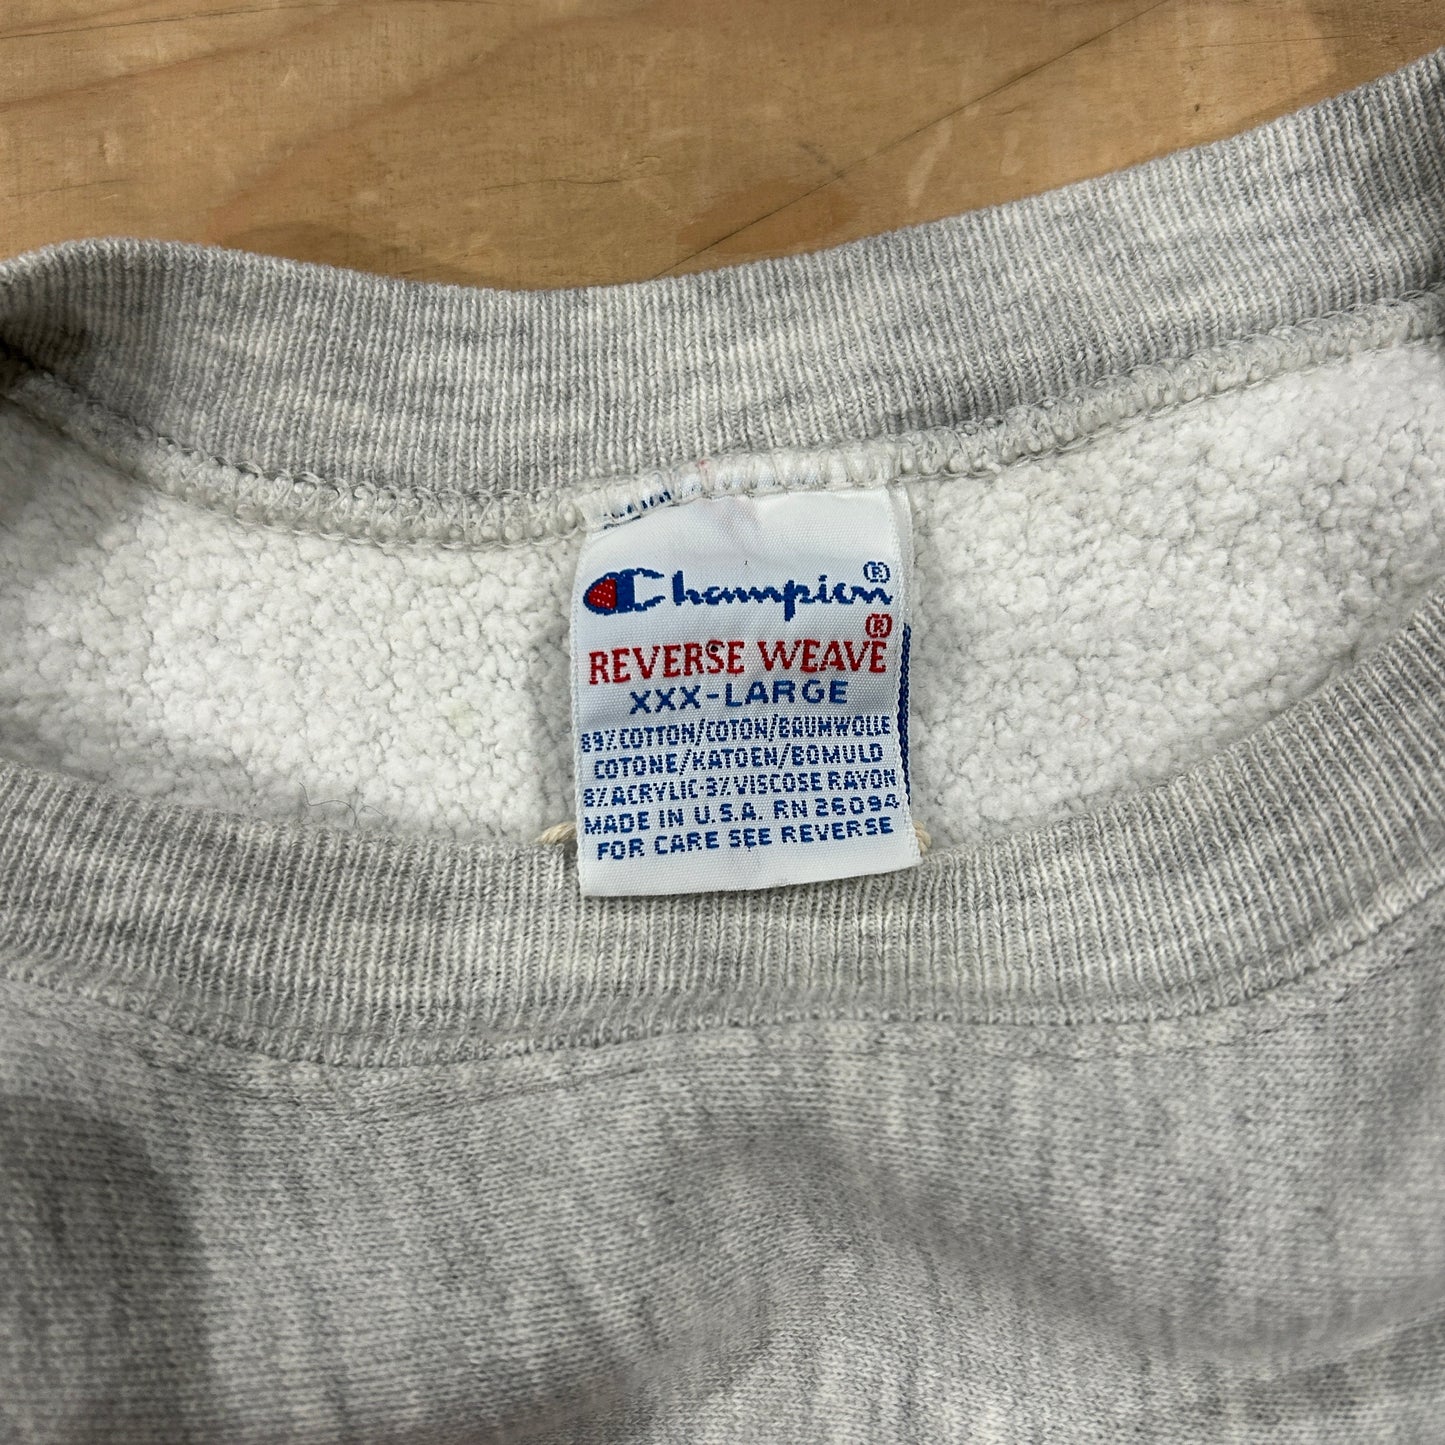 Champion®
REVERSE WEAVE®
XXX-LARGE
89%COTTON/COTON/BAUMWOLLE
COTONE/KATOEN/BOMULD
8%ACRYLIC-3%VISCOSE RAYON
MADE IN U.S.A. RN 26094
FOR CARE SEE REVERSE